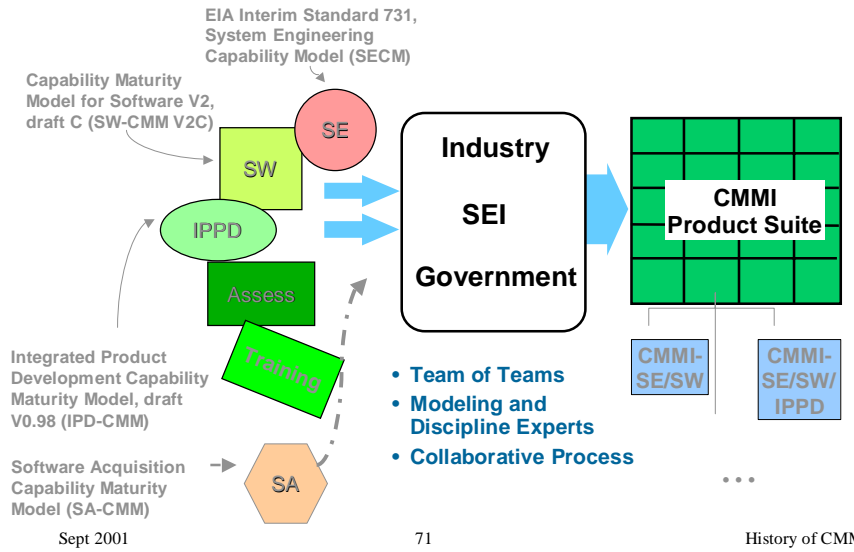 EIA Interim Standard 731,
System Engineering
Capability Model (SECM)
Capability Maturity
Model for Software V2,
draft C (SW-CMM V2C)
SE
SW
IPPD
Assess
Training
Integrated Product
Development Capability
Maturity Model, draft
V0.98 (IPD-CMM)
Software Acquisition
Capability Maturity
Model (SA-CMM)
SA
Industry
SEI
Government
• Team of Teams
• Modeling and
Discipline Experts
• Collaborative Process
CMMI
Product Suite
CMMI-
SE/SW
CMMI-
SE/SW/
IPPD
...
Sept 2001
71
History of CMM